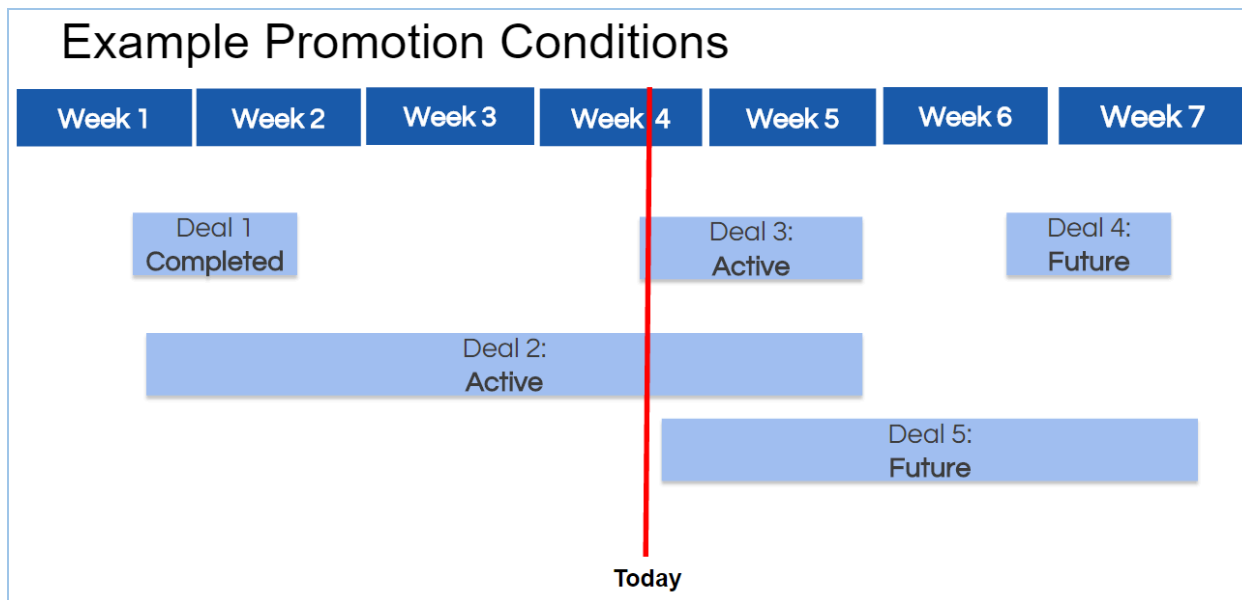 Example Promotion Conditions
Week 1
Week 2
Week 3
Week 4
Week 5
Week 6
Week 7
Deal 1
Completed
Deal 3:
Active
Deal 4:
Future
Deal 2:
Active
Deal 5:
Future
Today